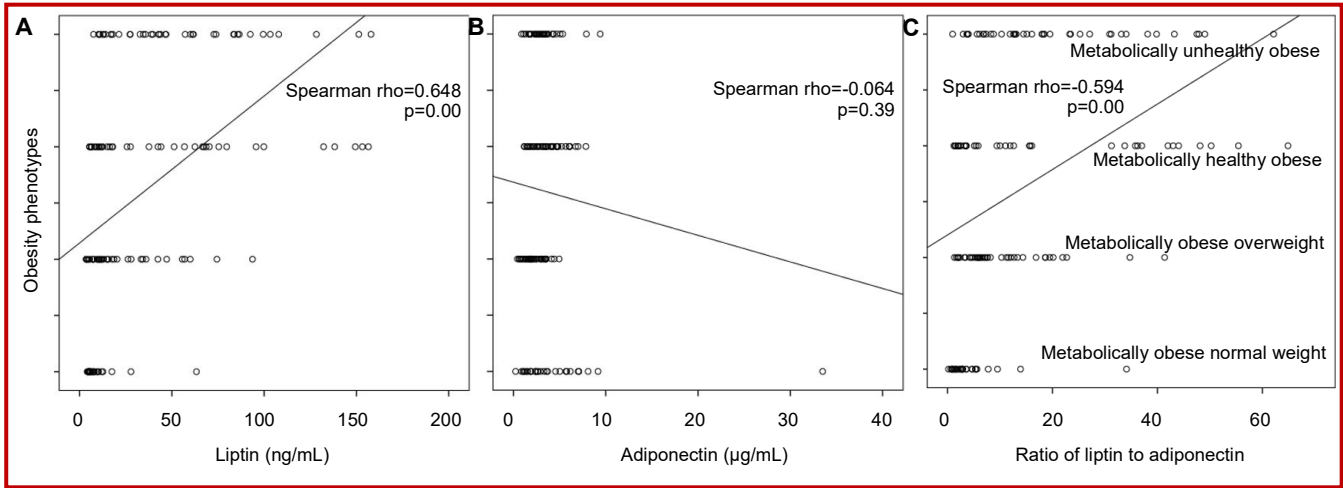 A
B
C
Obesity phenotypes
Spearman rho=0.648
p=0.00
0
50
100
150
200
Liptin (ng/mL)
Spearman rho=-0.064
p=0.39
0
10
20
30
40
Adiponectin (µg/mL)
Metabolically unhealthy obese
Spearman rho=-0.594
p=0.00
Metabolically healthy obese
Metabolically obese overweight
Metabolically obese normal weight
0
20
40
60
Ratio of liptin to adiponectin